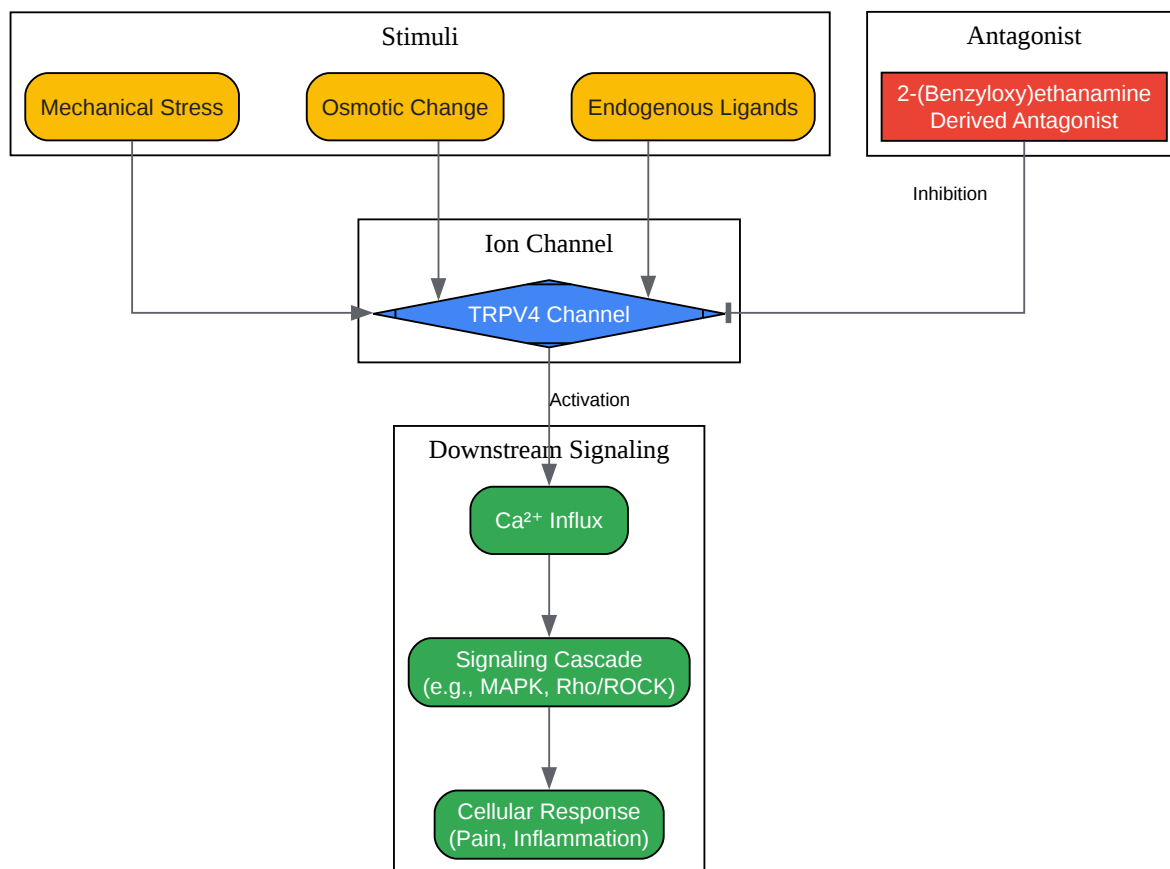 Stimuli
Antagonist
Mechanical Stress
Osmotic Change
Endogenous Ligands
2-(Benzyloxy)ethanamine
Derived Antagonist
Inhibition
Ion Channel
TRPV4 Channel
Activation
Downstream Signaling
Ca²⁺ Influx
Signaling Cascade
(e.g., MAPK, Rho/ROCK)
Cellular Response
(Pain, Inflammation)